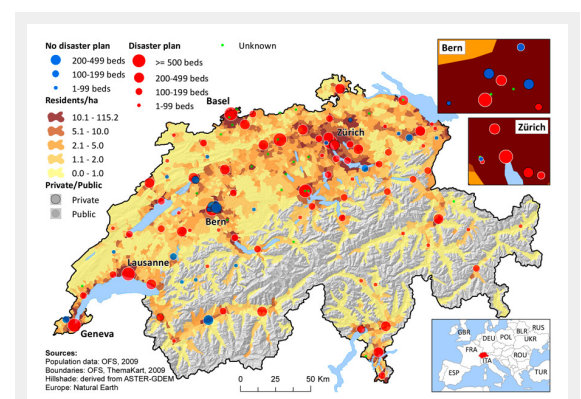 No disaster plan
Disaster plan
Unknown
200-499 beds
100-199 beds
1-99 beds
>= 500 beds
200-499 beds
100-199 beds
1-99 beds
Residents/ha
10.1 - 115.2
5.1 - 10.0
2.1 - 5.0
1.1 - 2.0
0.0 - 1.0
Private/Public
Private
Public
Basel
Zürich
Bern
Lausanne
Geneva
Bern
Zürich
Sources:
Population data: OFS, 2009
Boundaries: OFS, ThemaKart, 2009
Hillshade: derived from ASTER-GDEM
Europe: Natural Earth
0 25 50 Km
GBR
DEU
POL
BLR
RUS
UKR
FRA
ITA
ROU
ESP
TUR